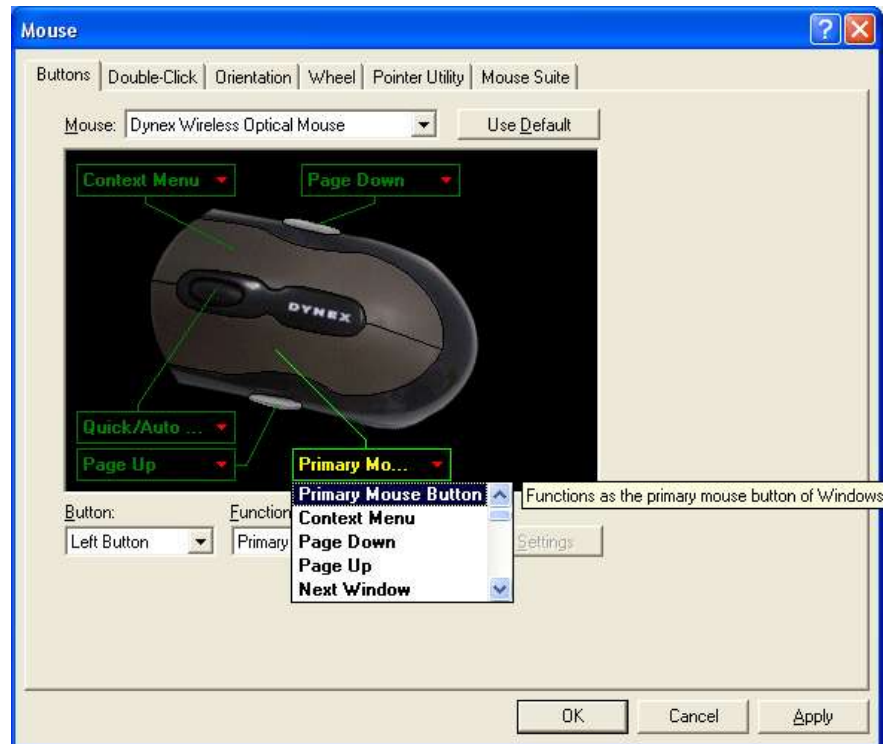 Mouse
Buttons Double-Click Orientation Wheel Pointer Utility Mouse Suite
Mouse: Dynex Wireless Optical Mouse Use Default
Context Menu Page Down
DYNEX
Quick/Auto ...
Page Up Primary Mo...
Primary Mouse Button Functions as the primary mouse button of Windows
Button: Function
Context Menu
Left Button Primary Page Down Settings
Page Up
Next Window
OK Cancel Apply